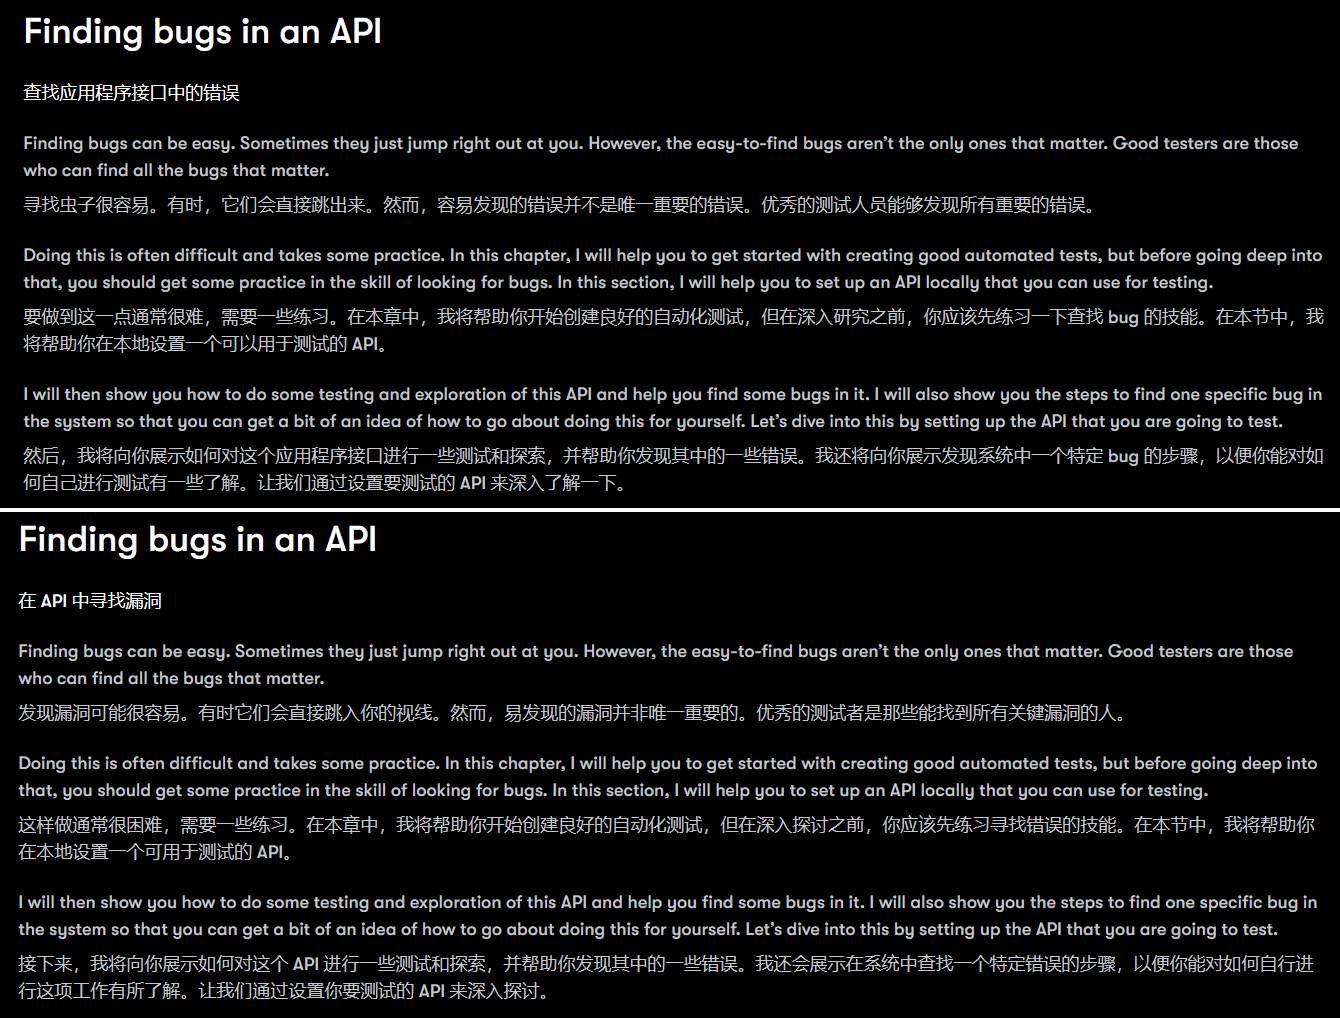 Finding bugs in an API
查找应用程序接口中的错误
Finding bugs can be easy. Sometimes they just jump right out at you. However, the easy-to-find bugs aren’t the only ones that matter. Good testers are those
who can find all the bugs that matter.
寻找虫子很容易。有时，它们会直接跳出来。然而，容易发现的错误并不是唯一重要的错误。优秀的测试人员能够发现所有重要的错误。
Doing this is often difficult and takes some practice. In this chapter, I will help you to get started with creating good automated tests, but before going deep into
that, you should get some practice in the skill of looking for bugs. In this section, I will help you to set up an API locally that you can use for testing.
要做到这一点通常很难，需要一些练习。在本章中，我将帮助你开始创建良好的自动化测试，但在深入研究之前，你应该先练习一下查找 bug 的技能。在本节中，我
将帮助你在本地设置一个可以用于测试的 API。
I will then show you how to do some testing and exploration of this API and help you find some bugs in it. I will also show you the steps to find one specific bug in
the system so that you can get a bit of an idea of how to go about doing this for yourself. Let’s dive into this by setting up the API that you are going to test.
然后，我将向你展示如何对这个应用程序接口进行一些测试和探索，并帮助你发现其中的一些错误。我还将向你展示发现系统中一个特定 bug 的步骤，以便你能对如
何自己进行测试有一些了解。让我们通过设置要测试的 API 来深入了解一下。
Finding bugs in an API
在 API 中寻找漏洞
Finding bugs can be easy. Sometimes they just jump right out at you. However, the easy-to-find bugs aren’t the only ones that matter. Good testers are those
who can find all the bugs that matter.
发现漏洞可能很容易。有时它们会直接跳入你的视线。然而，易发现的漏洞并非唯一重要的。优秀的测试者是那些能找到所有关键漏洞的人。
Doing this is often difficult and takes some practice. In this chapter, I will help you to get started with creating good automated tests, but before going deep into
that, you should get some practice in the skill of looking for bugs. In this section, I will help you to set up an API locally that you can use for testing.
这样做通常很困难，需要一些练习。在本章中，我将帮助你开始创建良好的自动化测试，但在深入探讨之前，你应该先练习寻找错误的技能。在本节中，我将帮助你
在本地设置一个可用于测试的 API。
I will then show you how to do some testing and exploration of this API and help you find some bugs in it. I will also show you the steps to find one specific bug in
the system so that you can get a bit of an idea of how to go about doing this for yourself. Let’s dive into this by setting up the API that you are going to test.
接下来，我将向你展示如何对这个 API 进行一些测试和探索，并帮助你发现其中的一些错误。我还会展示在系统中查找一个特定错误的步骤，以便你能对如何自行进
行这项工作有所了解。让我们通过设置你要测试的 API 来深入探讨。